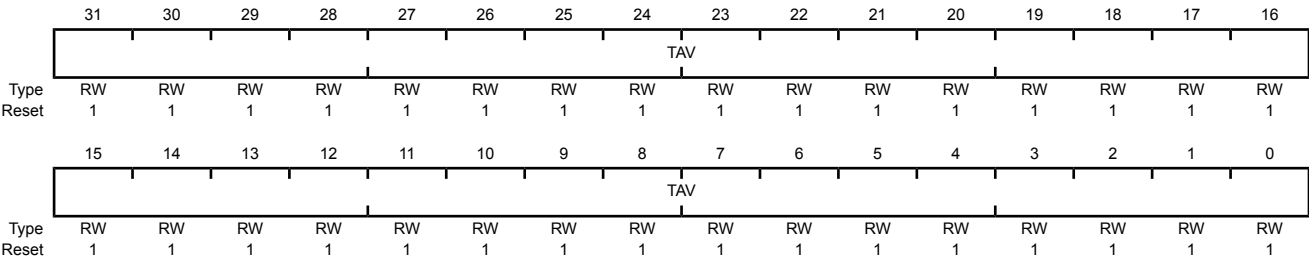 31 30 29 28 27 26 25 24 23 22 21 20 19 18 17 16
TAV
Type RW RW RW RW RW RW RW RW RW RW RW RW RW RW RW RW
Reset 1 1 1 1 1 1 1 1 1 1 1 1 1 1 1 1
15 14 13 12 11 10 9 8 7 6 5 4 3 2 1 0
TAV
Type RW RW RW RW RW RW RW RW RW RW RW RW RW RW RW RW
Reset 1 1 1 1 1 1 1 1 1 1 1 1 1 1 1 1